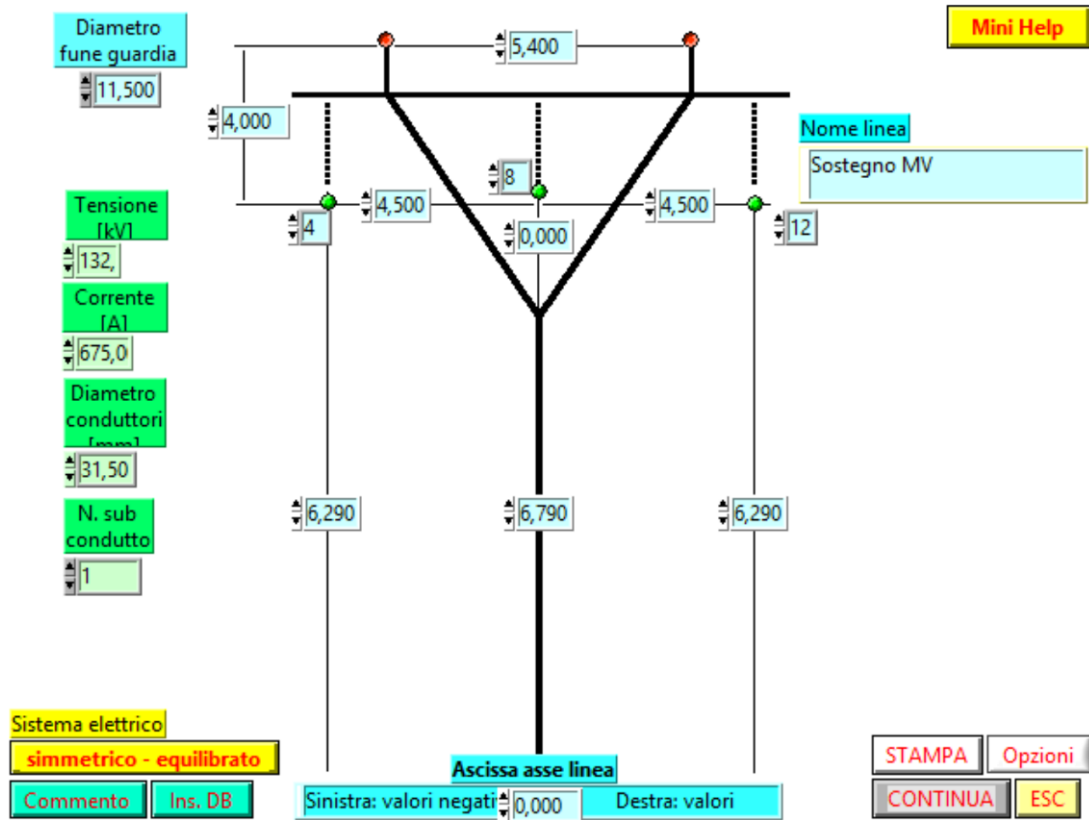 Diametro
fune guardia
11,500
5,400
Mini Help
4,000
Nome linea
Sostegno MV
8
4,500
4,500
4
0,000
12
Tensione
[kV]
132,
Corrente
[A]
675,0
Diametro
conduttori
[mm]
31,50
N. sub
condutto
1
6,290
6,790
6,290
Sistema elettrico
simmetrico - equilibrato
Commento
Ins. DB
Ascissa asse linea
Sinistra: valori negati
0,000
Destra: valori
STAMPA
Opzioni
CONTINUA
ESC